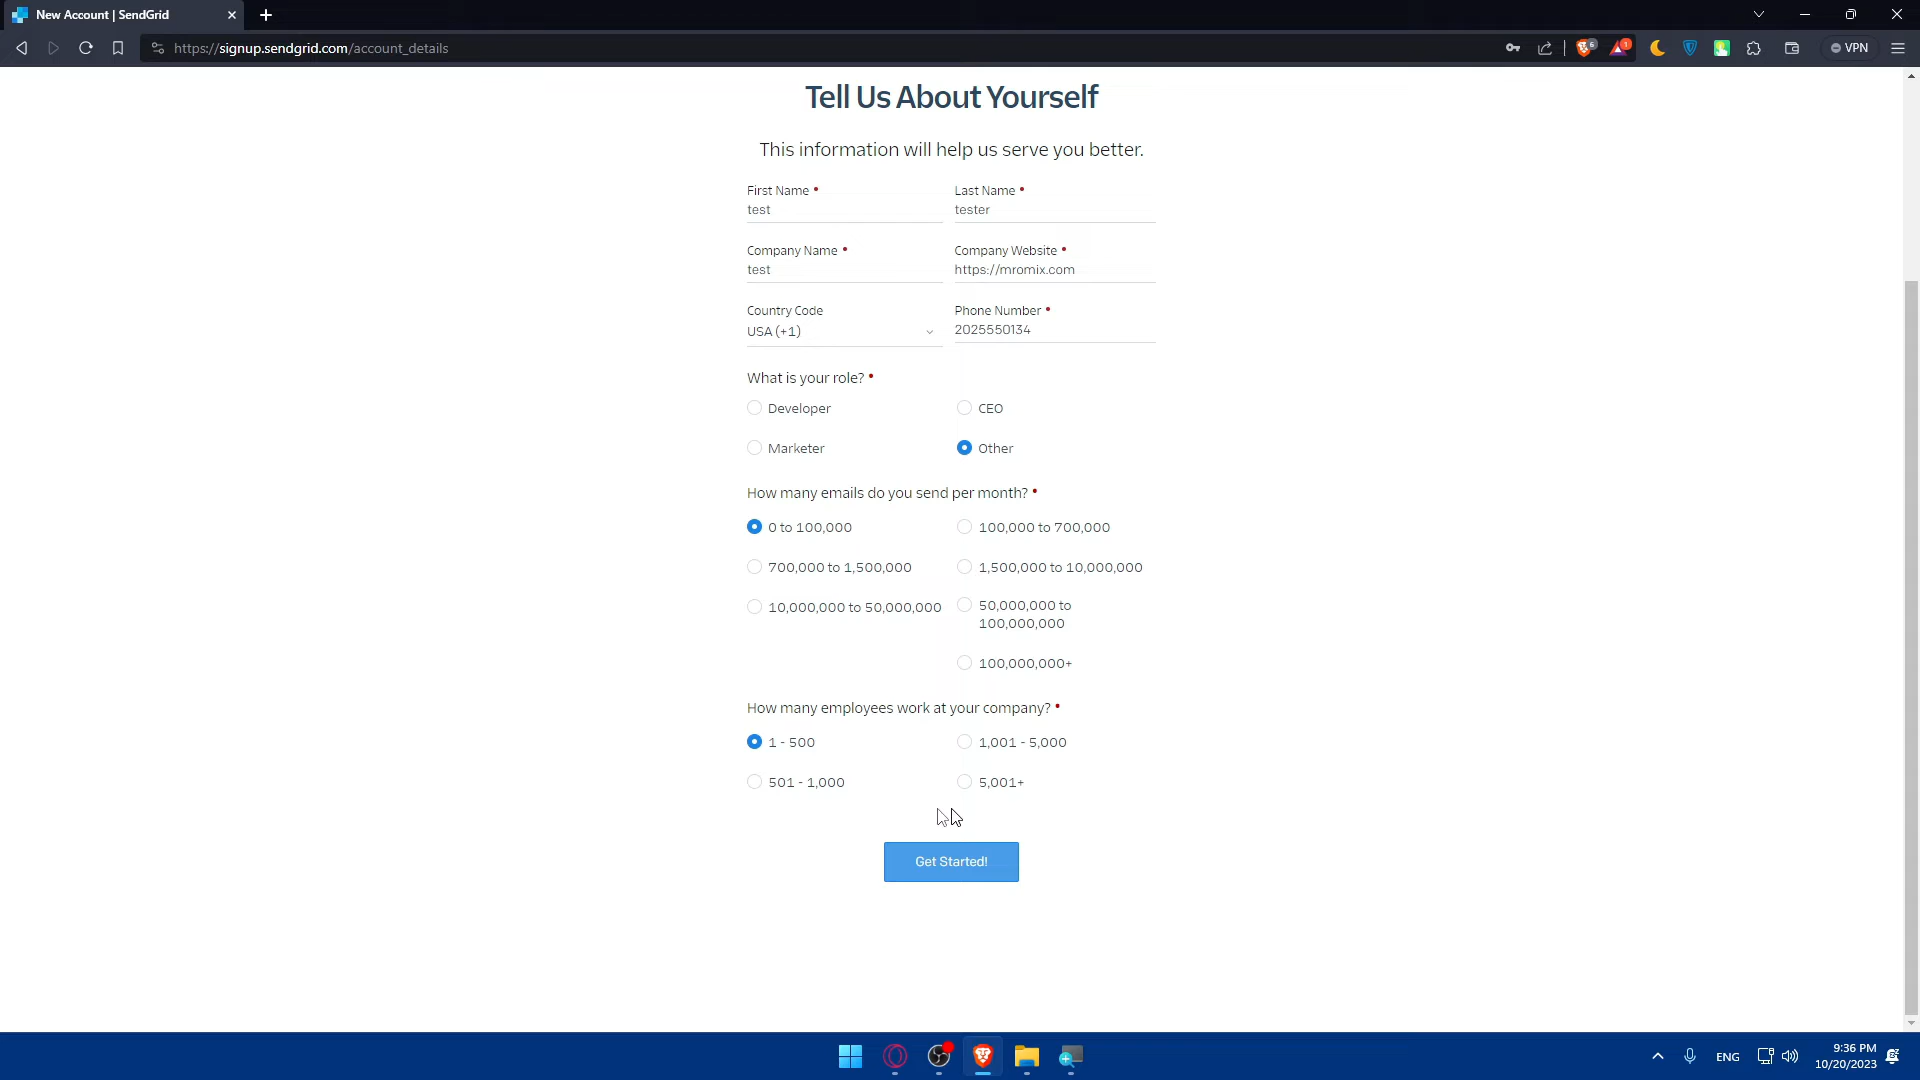 New Account | SendGrid
https://signup.sendgrid.com/account_details
6
1
VPN
Tell Us About Yourself
This information will help us serve you better.
First Name • Last Name •
test tester
Company Name • Company Website •
test https://mromix.com
Country Code Phone Number •
USA (+1) 2025550134
What is your role? •
Developer CEO
Marketer Other
How many emails do you send per month? •
0 to 100,000 100,000 to 700,000
700,000 to 1,500,000 1,500,000 to 10,000,000
10,000,000 to 50,000,000 50,000,000 to
100,000,000
100,000,000+
How many employees work at your company? •
1 - 500 1,001 - 5,000
501 - 1,000 5,001+
Get Started!
ENG
9:36 PM
10/20/2023